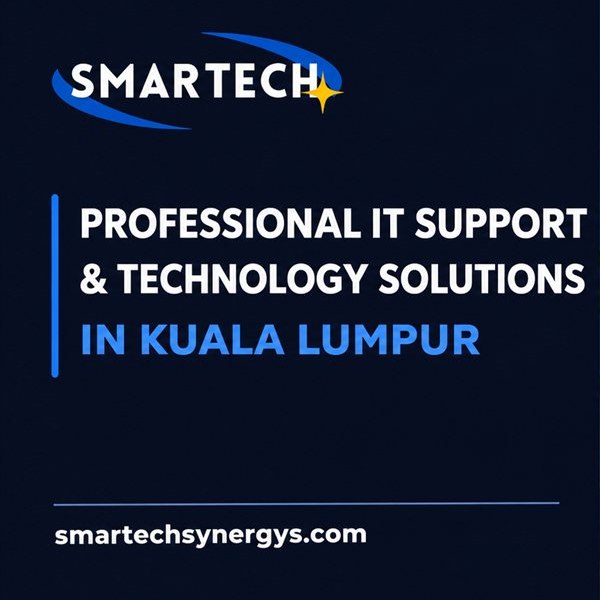 SMARTECH
PROFESSIONAL IT SUPPORT
& TECHNOLOGY SOLUTIONS
IN KUALA LUMPUR
smartechsynergys.com